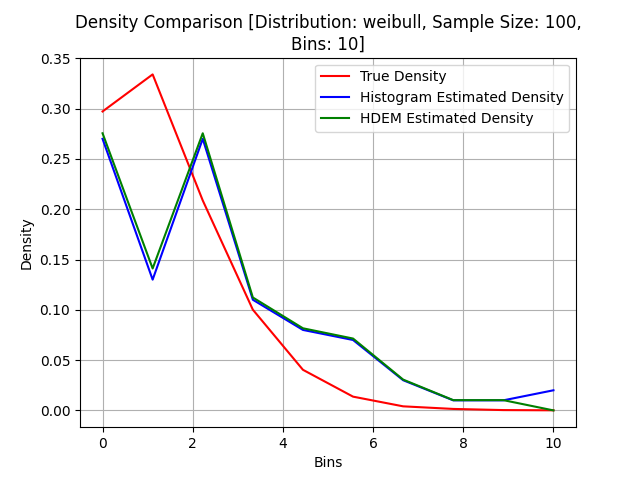 Density Comparison [Distribution: weibull, Sample Size: 100,
Bins: 10]
True Density
Histogram Estimated Density
HDEM Estimated Density
Density
0.35
0.30
0.25
0.20
0.15
0.10
0.05
0.00
0 2 4 6 8 10
Bins